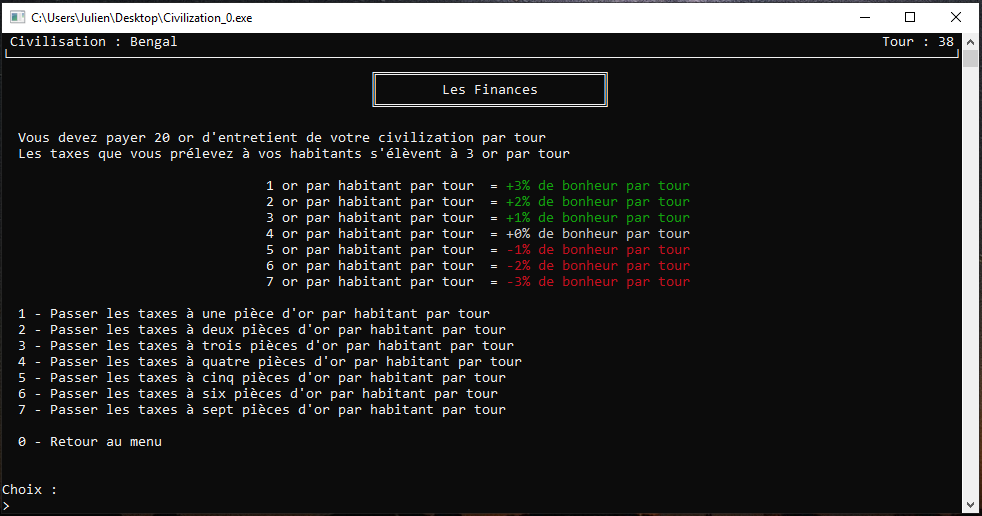 C:\Users\Julien\Desktop\Civilization_0.exe
Civilisation : Bengal Tour : 38
Les Finances
Vous devez payer 20 or d'entretient de votre civilization par tour
Les taxes que vous prélevez à vos habitants s'élèvent à 3 or par tour
1 or par habitant par tour = +3% de bonheur par tour
2 or par habitant par tour = +2% de bonheur par tour
3 or par habitant par tour = +1% de bonheur par tour
4 or par habitant par tour = +0% de bonheur par tour
5 or par habitant par tour = -1% de bonheur par tour
6 or par habitant par tour = -2% de bonheur par tour
7 or par habitant par tour = -3% de bonheur par tour
1 - Passer les taxes à une pièce d'or par habitant par tour
2 - Passer les taxes à deux pièces d'or par habitant par tour
3 - Passer les taxes à trois pièces d'or par habitant par tour
4 - Passer les taxes à quatre pièces d'or par habitant par tour
5 - Passer les taxes à cinq pièces d'or par habitant par tour
6 - Passer les taxes à six pièces d'or par habitant par tour
7 - Passer les taxes à sept pièces d'or par habitant par tour
0 - Retour au menu
Choix :
>